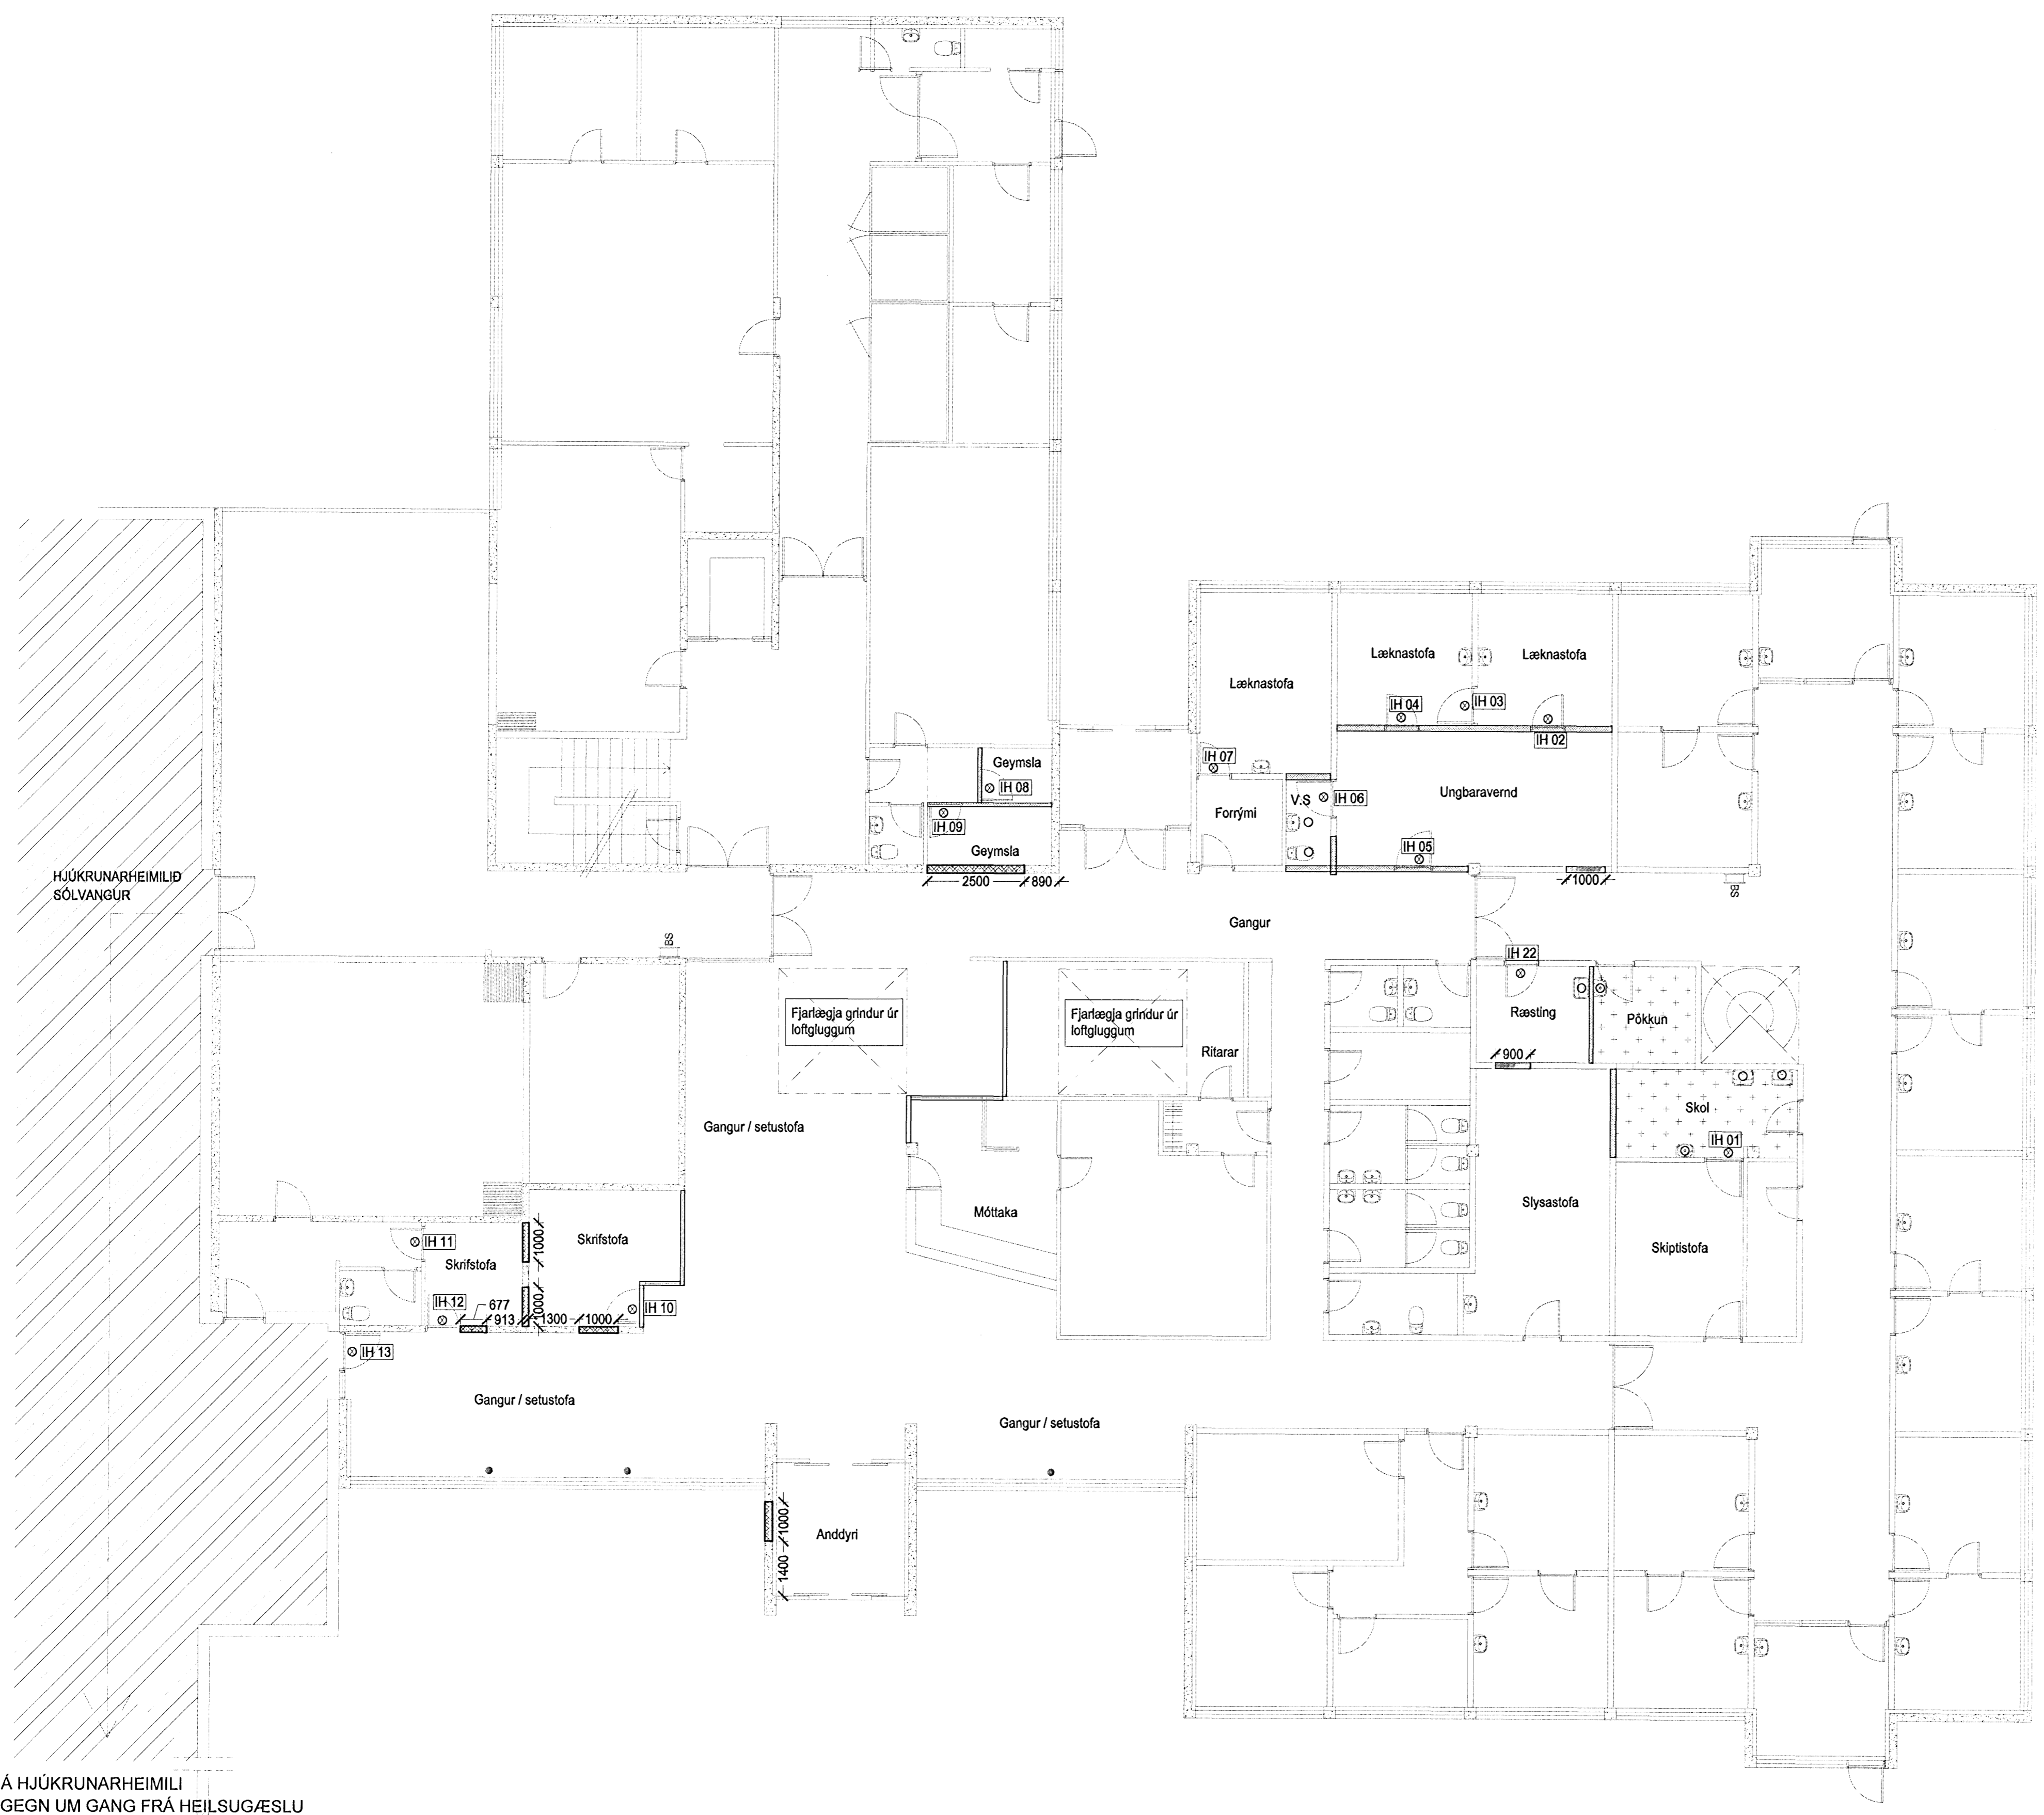 Læknastofa
Læknastofa
Læknastofa
IH 04
IH 03
IH 02
IH 07
IH 06
V.S
Forrými
Ungbaravernd
IH 05
Geymsla
IH 08
IH 09
Geymsla
2500
890
1000
BS
HJÚKRUNARHEIMILIÐ
SÓLVANGUR
BS
Gangur
IH 22
Fjarlægja grindur úr
loftgluggum
Fjarlægja grindur úr
loftgluggum
Ritarar
Ræsting
Pökkun
900
Skol
IH 01
Gangur / setustofa
Móttaka
Slysastofa
Skiptistofa
IH 11
Skrifstofa
1000
Skrifstofa
IH 12
677
913
1000
1300
1000
IH 10
IH 13
Gangur / setustofa
Gangur / setustofa
1000
1400
Anddyri
Á HJÚKRUNARHEIMILI
GEGN UM GANG FRÁ HEILSUGÆSLU